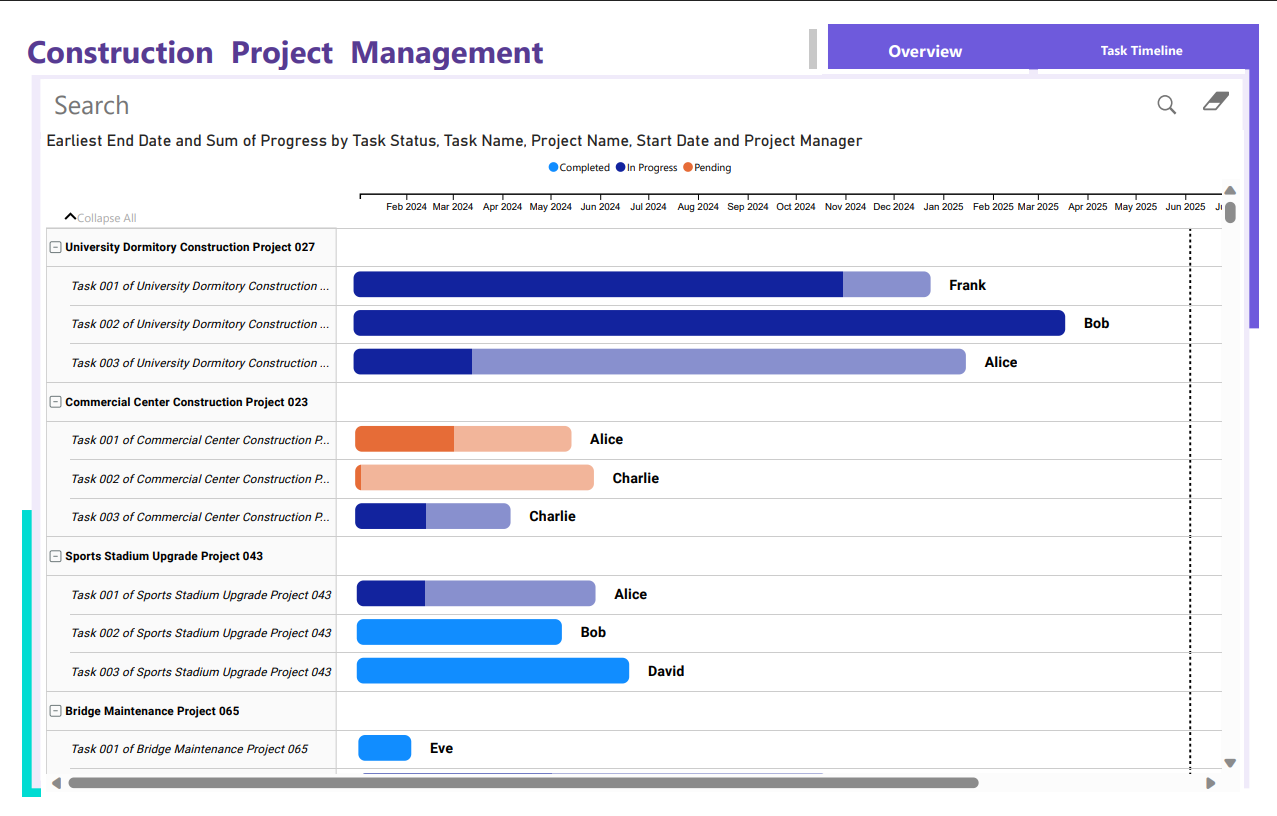 Construction Project Management
Overview
Task Timeline
Search
Earliest End Date and Sum of Progress by Task Status, Task Name, Project Name, Start Date and Project Manager
Completed In Progress Pending
Feb 2024 Mar 2024 Apr 2024 May 2024 Jun 2024 Jul 2024 Aug 2024 Sep 2024 Oct 2024 Nov 2024 Dec 2024 Jan 2025 Feb 2025 Mar 2025 Apr 2025 May 2025 Jun 2025
Collapse All
University Dormitory Construction Project 027
Task 001 of University Dormitory Construction ... Frank
Task 002 of University Dormitory Construction ... Bob
Task 003 of University Dormitory Construction ... Alice
Commercial Center Construction Project 023
Task 001 of Commercial Center Construction P... Alice
Task 002 of Commercial Center Construction P... Charlie
Task 003 of Commercial Center Construction P... Charlie
Sports Stadium Upgrade Project 043
Task 001 of Sports Stadium Upgrade Project 043 Alice
Task 002 of Sports Stadium Upgrade Project 043 Bob
Task 003 of Sports Stadium Upgrade Project 043 David
Bridge Maintenance Project 065
Task 001 of Bridge Maintenance Project 065 Eve